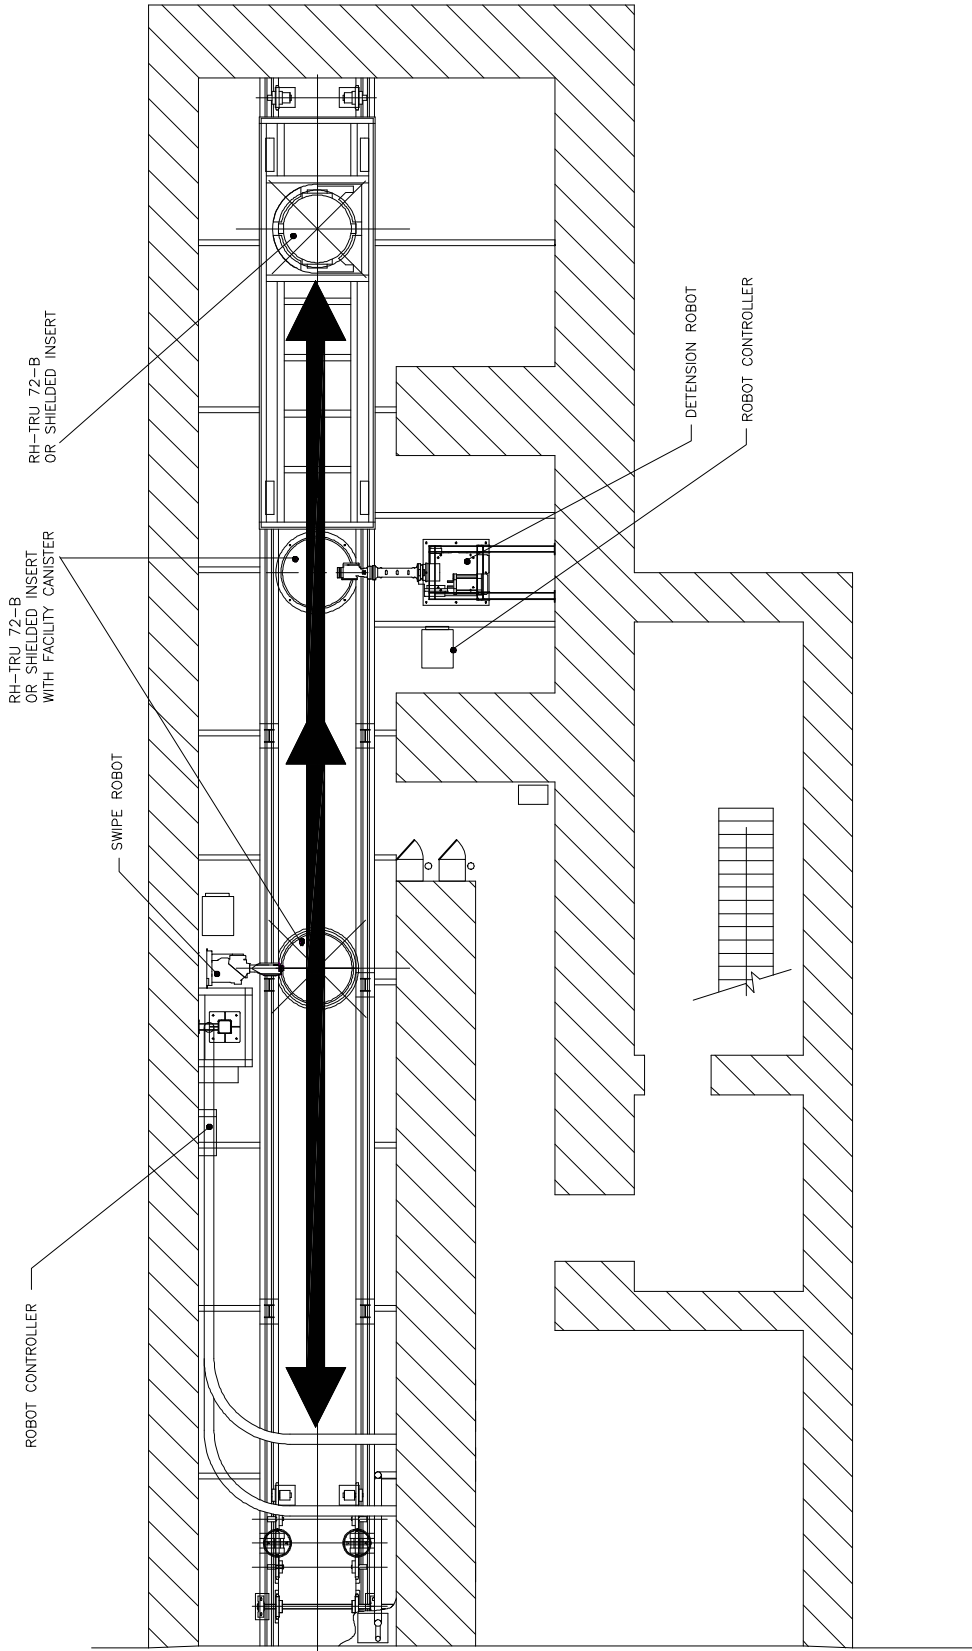 RH-TRU 72-B
OR SHIELDED INSERT
RH-TRU 72-B
OR SHIELDED INSERT
WITH FACILITY CANISTER
SWIPE ROBOT
ROBOT CONTROLLER
DETENSION ROBOT
ROBOT CONTROLLER